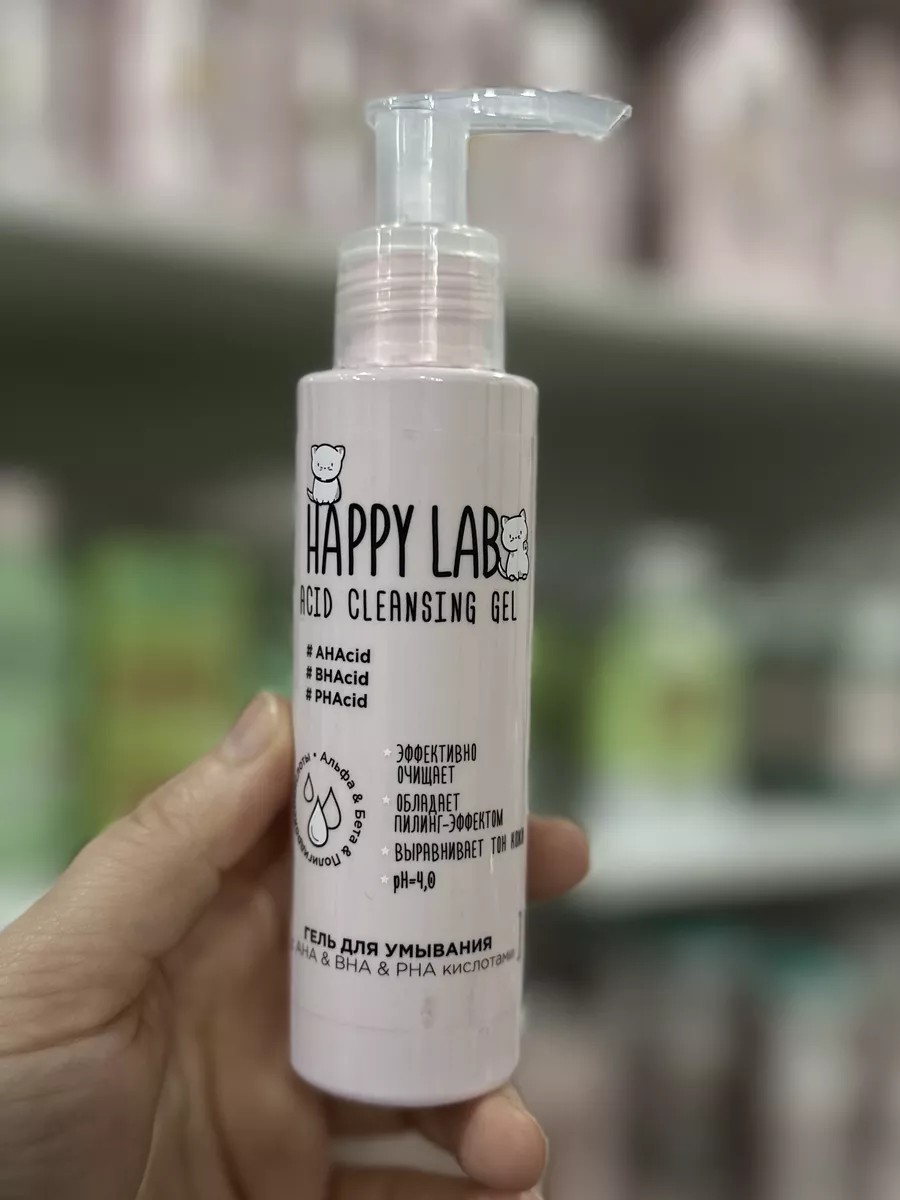 HAPPY LAB
ACID CLEANSING GEL
# AHAcid
# BHAcid
# PHAcid
• Альфа & Бета &
ЭФФЕКТИВНО
ОЧИЩАЕТ
ОБЛАДАЕТ
ПИЛИНГ-ЭФФЕКТОМ
ВЫРАВНИВАЕТ ТОН КОЖИ
pH=4,0
ГЕЛЬ ДЛЯ УМЫВАНИЯ
AHA & BHA & PHA кислотами